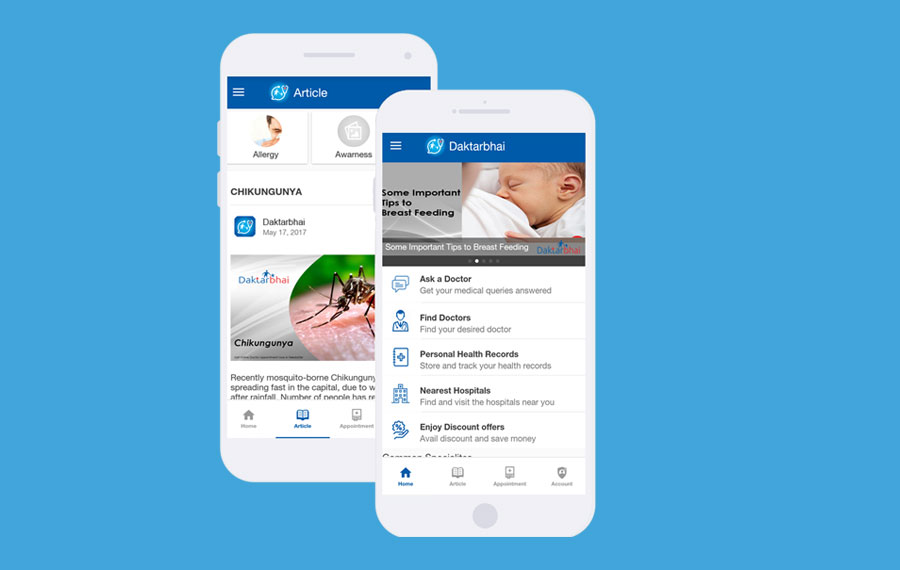 Article
Allergy
Awarness
CHIKUNGUNYA
Daktarbhai
May 17, 2017
Daktarbhai
Chikungunya
Recently mosquito-borne Chikunguny
spreading fast in the capital, due to w
after rainfall. Number of people has re
Home
Article
Appointment
Daktarbhai
Some Important
Tips to
Breast Feeding
Some Important Tips to Breast Feeding
Daktarbhai
Ask a Doctor
Get your medical queries answered
Find Doctors
Find your desired doctor
Personal Health Records
Store and track your health records
Nearest Hospitals
Find and visit the hospitals near you
Enjoy Discount offers
Avail discount and save money
Common Specialites
Home
Article
Appointment
Account